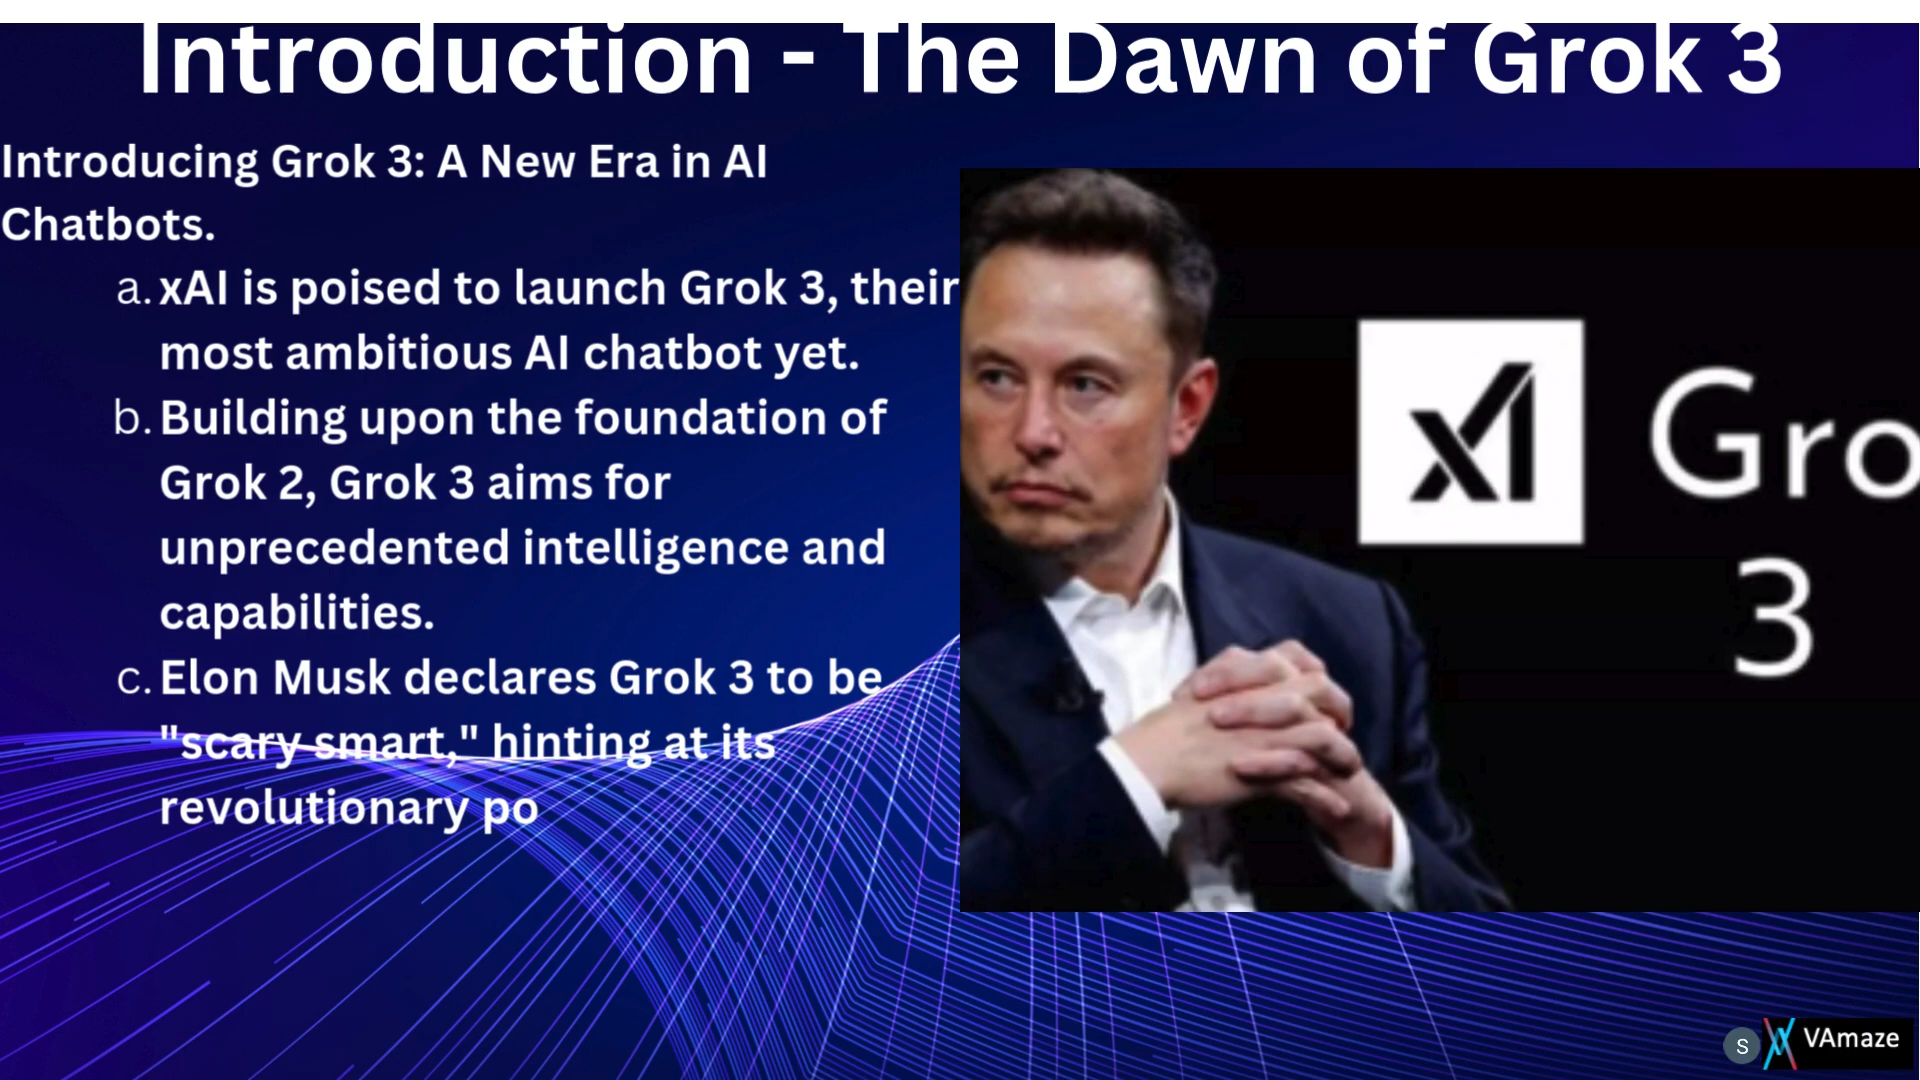 Introduction - The Dawn of Grok 3
Introducing Grok 3: A New Era in AI
Chatbots.
a. xAI is poised to launch Grok 3, their
most ambitious AI chatbot yet.
b. Building upon the foundation of
Grok 2, Grok 3 aims for
unprecedented intelligence and
capabilities.
c. Elon Musk declares Grok 3 to be
"scary smart," hinting at its
revolutionary po
xI Gro
3
S VAmaze